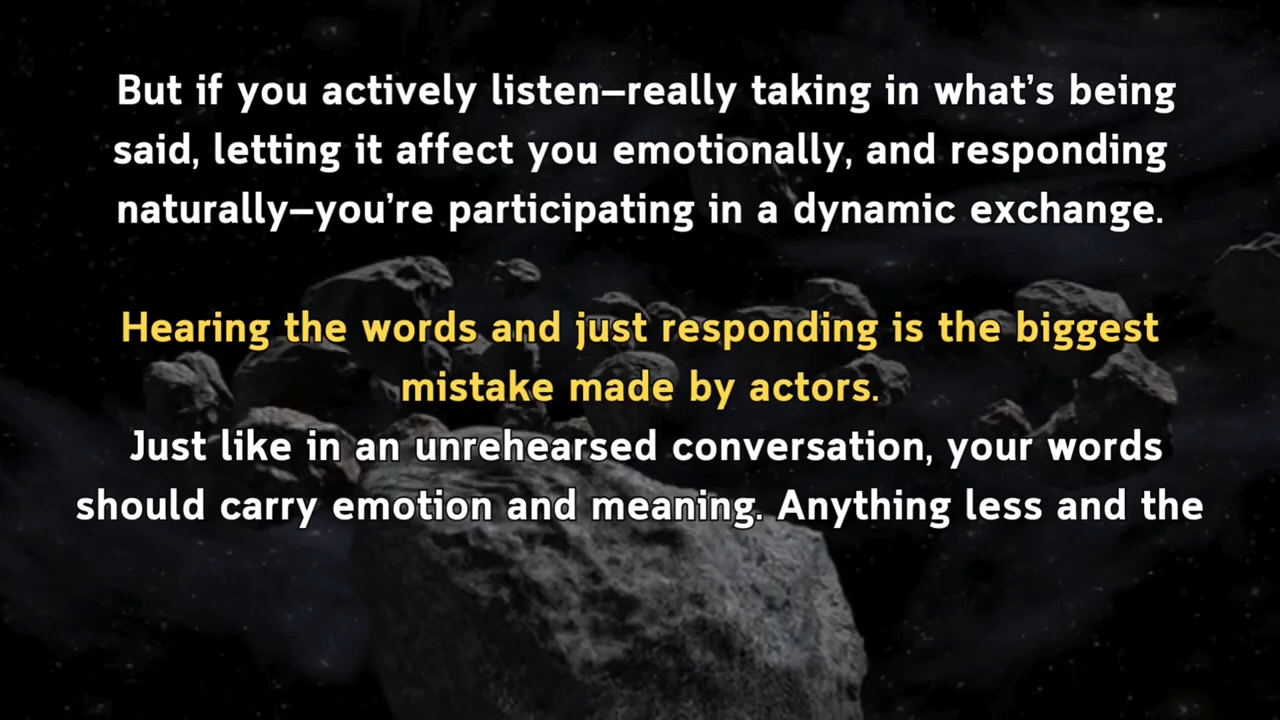 But if you actively listen–really taking in what’s being
said, letting it affect you emotionally, and responding
naturally–you’re participating in a dynamic exchange.
Hearing the words and just responding is the biggest
mistake made by actors.
Just like in an unrehearsed conversation, your words
should carry emotion and meaning. Anything less and the